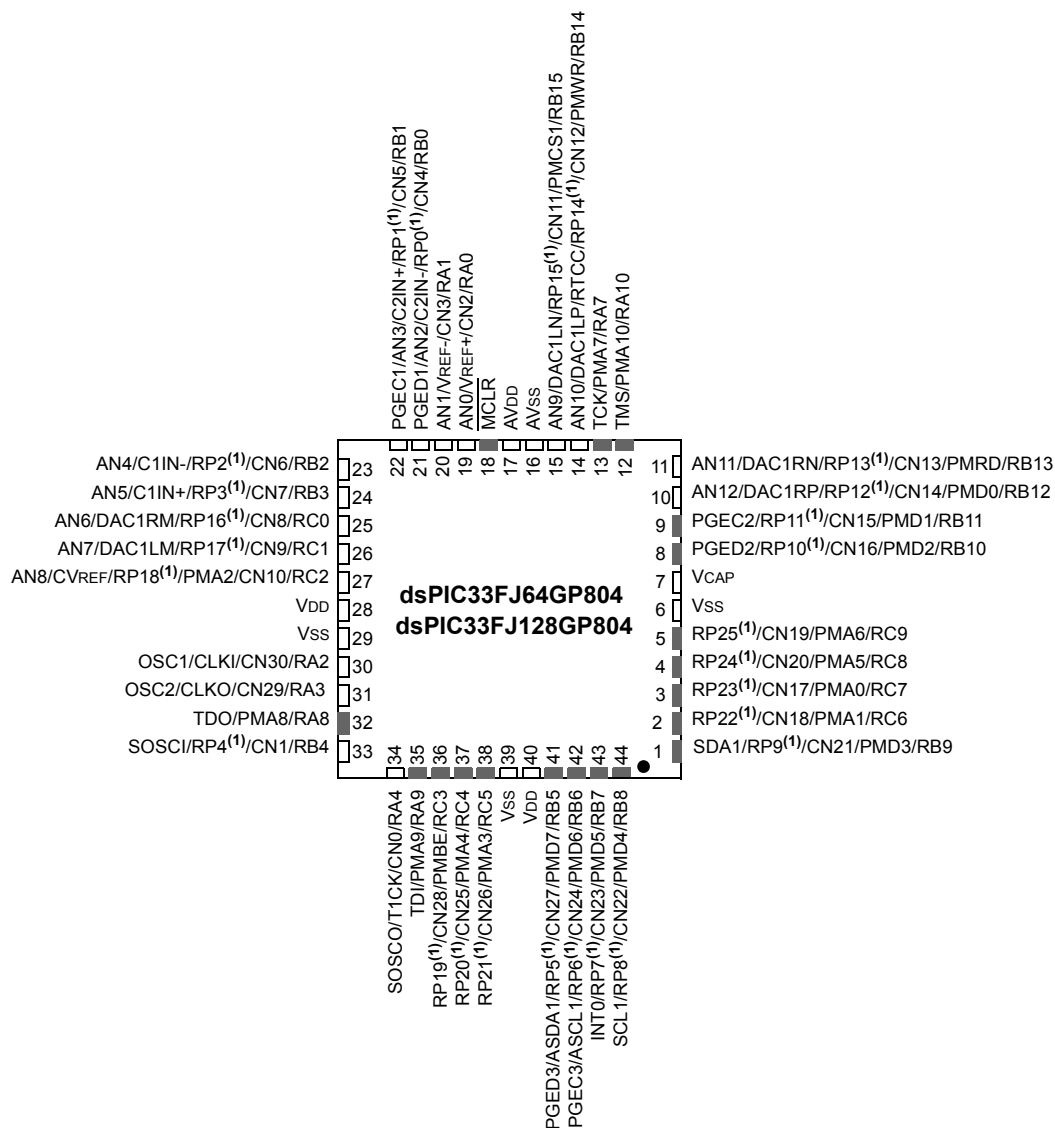 PGEC1/AN3/C2IN+/RP1(1)/CN5/RB1
PGED1/AN2/C2IN-/RP0(1)/CN4/RB0
AN1/VREF-/CN3/RA1
AN0/VREF+/CN2/RA0
MCLR
AVDD
AVSS
AN9/DAC1LN/RP15(1)/CN11/PMCS1/RB15
AN10/DAC1LP/RTCC/RP14(1)/CN12/PMWR/RB14
TCK/PMA7/RA7
TMS/PMA10/RA10
22 21 20 19 18 17 16 15 14 13 12
AN4/C1IN-/RP2(1)/CN6/RB2 23
AN5/C1IN+/RP3(1)/CN7/RB3 24
AN6/DAC1RM/RP16(1)/CN8/RC0 25
AN7/DAC1LM/RP17(1)/CN9/RC1 26
AN8/CVREF/RP18(1)/PMA2/CN10/RC2 27
VDD 28
VSS 29
OSC1/CLKI/CN30/RA2 30
OSC2/CLKO/CN29/RA3 31
TDO/PMA8/RA8 32
SOSCI/RP4(1)/CN1/RB4 33
dsPIC33FJ64GP804
dsPIC33FJ128GP804
11 AN11/DAC1RN/RP13(1)/CN13/PMRD/RB13
10 AN12/DAC1RP/RP12(1)/CN14/PMD0/RB12
9 PGEC2/RP11(1)/CN15/PMD1/RB11
8 PGED2/RP10(1)/CN16/PMD2/RB10
7 VCAP
6 VSS
5 RP25(1)/CN19/PMA6/RC9
4 RP24(1)/CN20/PMA5/RC8
3 RP23(1)/CN17/PMA0/RC7
2 RP22(1)/CN18/PMA1/RC6
1 SDA1/RP9(1)/CN21/PMD3/RB9
34 35 36 37 38 39 40 41 42 43 44
SOSCO/T1CK/CN0/RA4
TDI/PMA9/RA9
RP19(1)/CN28/PMBE/RC3
RP20(1)/CN25/PMA4/RC4
RP21(1)/CN26/PMA3/RC5
VSS
VDD
PGED3/ASDA1/RP5(1)/CN27/PMD7/RB5
PGEC3/ASCL1/RP6(1)/CN24/PMD6/RB6
INT0/RP7(1)/CN23/PMD5/RB7
SCL1/RP8(1)/CN22/PMD4/RB8